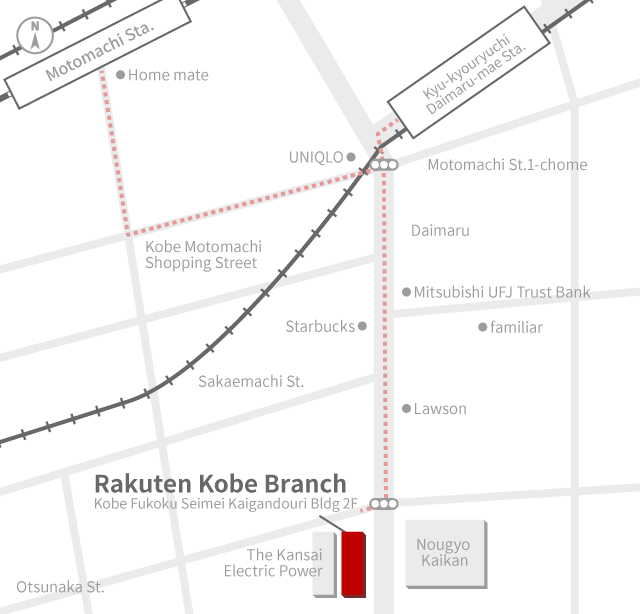 N
Motomachi Sta.
Home mate
Kyu-kyouryuchi
Daimaru-mae Sta.
UNIQLO
Motomachi St.1-chome
Kobe Motomachi
Shopping Street
Daimaru
Mitsubishi UFJ Trust Bank
Starbucks
familiar
Sakaemachi St.
Lawson
Rakuten Kobe Branch
Kobe Fukoku Seimei Kaigandouri Bldg 2F
The Kansai
Electric Power
Nougyo
Kaikan
Otsunaka St.